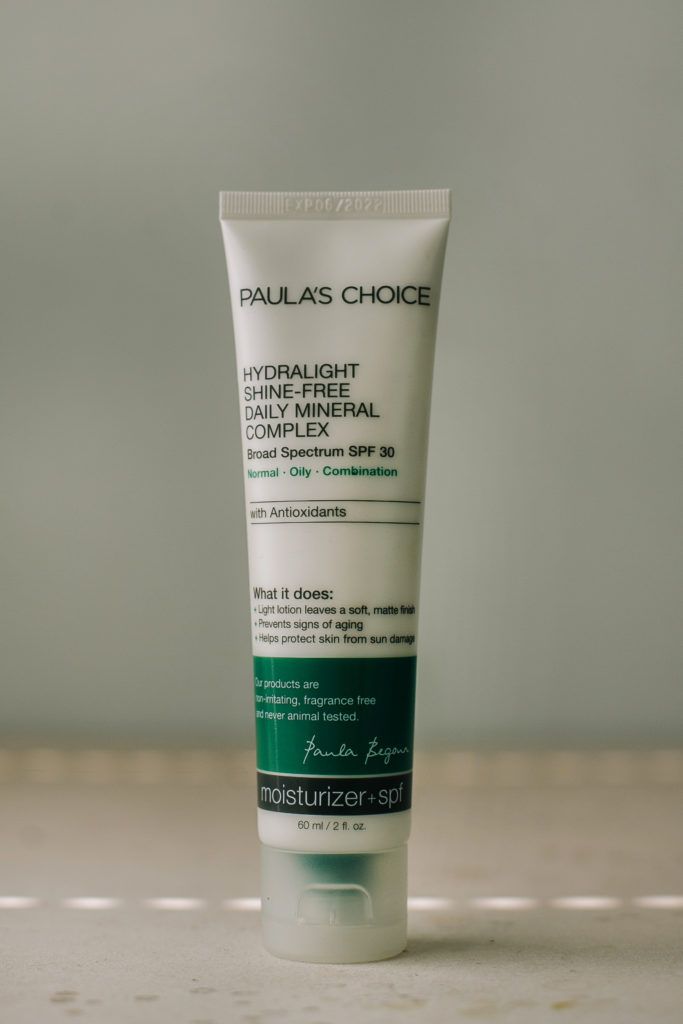 EXP06/2022
PAULA'S CHOICE
HYDRALIGHT
SHINE-FREE
DAILY MINERAL
COMPLEX
Broad Spectrum SPF 30
Normal · Oily · Combination
with Antioxidants
What it does:
+ Light lotion leaves a soft, matte finish
+ Prevents signs of aging
+ Helps protect skin from sun damage
Our products are
non-irritating, fragrance free
and never animal tested.
Paula Begoun
moisturizer+spf
60 ml / 2 fl. oz.